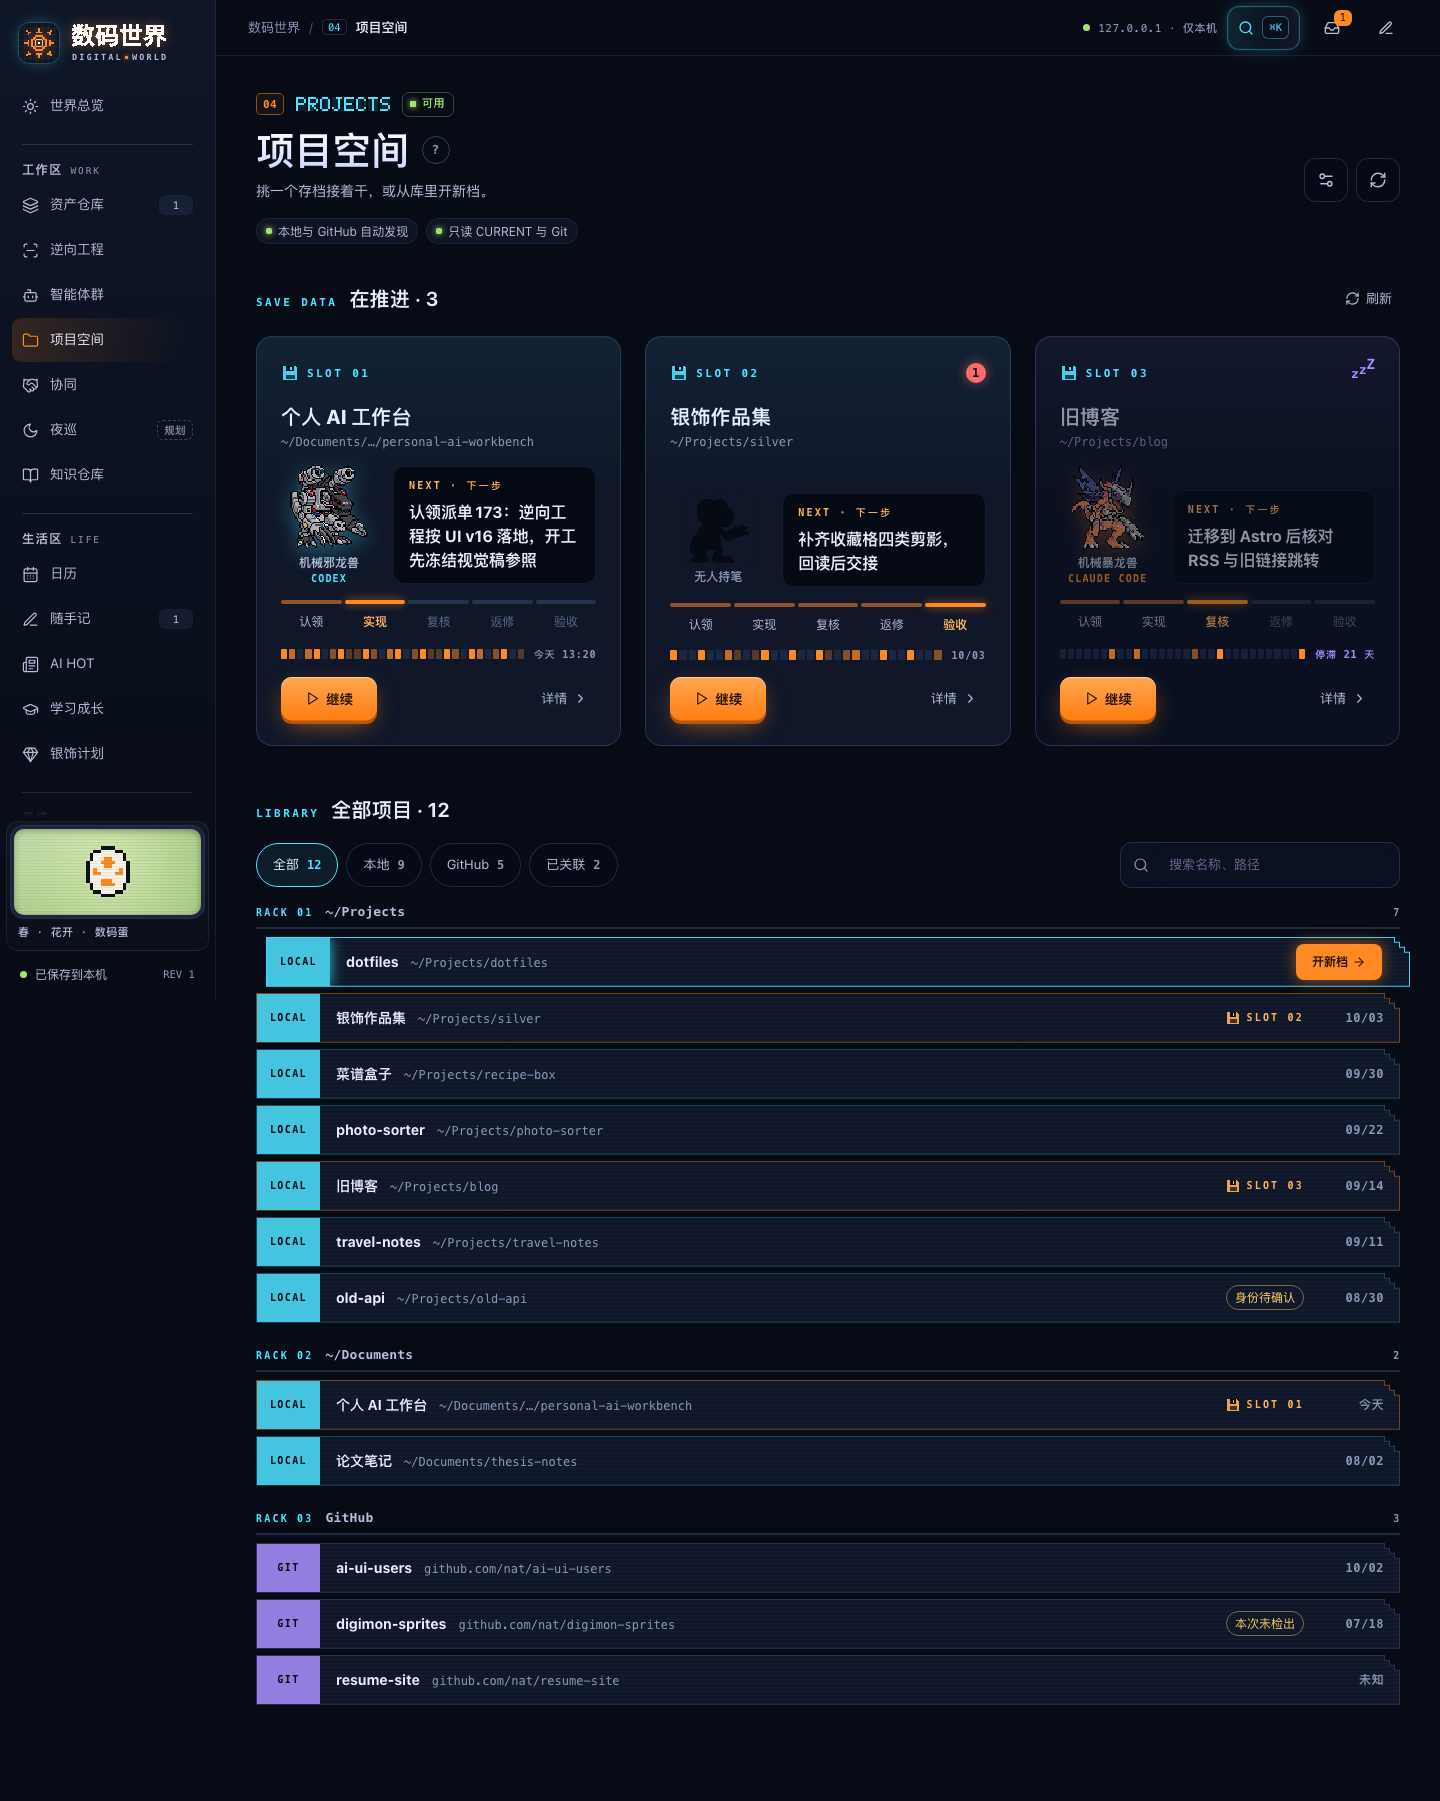 数码世界
DIGITAL WORLD
世界总览
工作区 WORK
资产仓库 1
逆向工程
智能体群
项目空间
协同
夜巡 规划
知识仓库
生活区 LIFE
日历
随手记 1
AI HOT
学习成长
银饰计划
春 · 花开 · 数码蛋
已保存到本机 REV 1
数码世界 / 04 项目空间
127.0.0.1 · 仅本机
⌘K
1
04 PROJECTS 可用
项目空间 ?
挑一个存档接着干，或从库里开新档。
本地与 GitHub 自动发现
只读 CURRENT 与 Git
SAVE DATA 在推进 · 3
刷新
SLOT 01
个人 AI 工作台
~/Documents/…/personal-ai-workbench
机械邪龙兽
CODEX
NEXT · 下一步
认领派单 173：逆向工
程按 UI v16 落地，开工
先冻结视觉稿参照
认领 实现 复核 返修 验收
今天 13:20
继续
详情
SLOT 02
1
银饰作品集
~/Projects/silver
无人持笔
NEXT · 下一步
补齐收藏格四类剪影，
回读后交接
认领 实现 复核 返修 验收
10/03
继续
详情
SLOT 03
zzZ
旧博客
~/Projects/blog
机械暴龙兽
CLAUDE CODE
NEXT · 下一步
迁移到 Astro 后核对
RSS 与旧链接跳转
认领 实现 复核 返修 验收
停滞 21 天
继续
详情
LIBRARY 全部项目 · 12
全部 12
本地 9
GitHub 5
已关联 2
搜索名称、路径
RACK 01 ~/Projects 7
LOCAL dotfiles ~/Projects/dotfiles 开新档 →
LOCAL 银饰作品集 ~/Projects/silver SLOT 02 10/03
LOCAL 菜谱盒子 ~/Projects/recipe-box 09/30
LOCAL photo-sorter ~/Projects/photo-sorter 09/22
LOCAL 旧博客 ~/Projects/blog SLOT 03 09/14
LOCAL travel-notes ~/Projects/travel-notes 09/11
LOCAL old-api ~/Projects/old-api 身份待确认 08/30
RACK 02 ~/Documents 2
LOCAL 个人 AI 工作台 ~/Documents/…/personal-ai-workbench SLOT 01 今天
LOCAL 论文笔记 ~/Documents/thesis-notes 08/02
RACK 03 GitHub 3
GIT ai-ui-users github.com/nat/ai-ui-users 10/02
GIT digimon-sprites github.com/nat/digimon-sprites 本次未检出 07/18
GIT resume-site github.com/nat/resume-site 未知